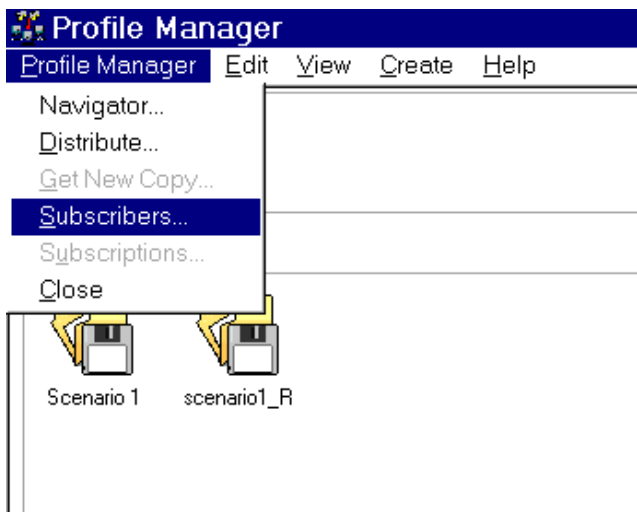 Profile Manager
Profile Manager Edit View Create Help
Navigator...
Distribute...
Get New Copy...
Subscribers...
Subscriptions...
Close
Scenario 1 scenario1_R